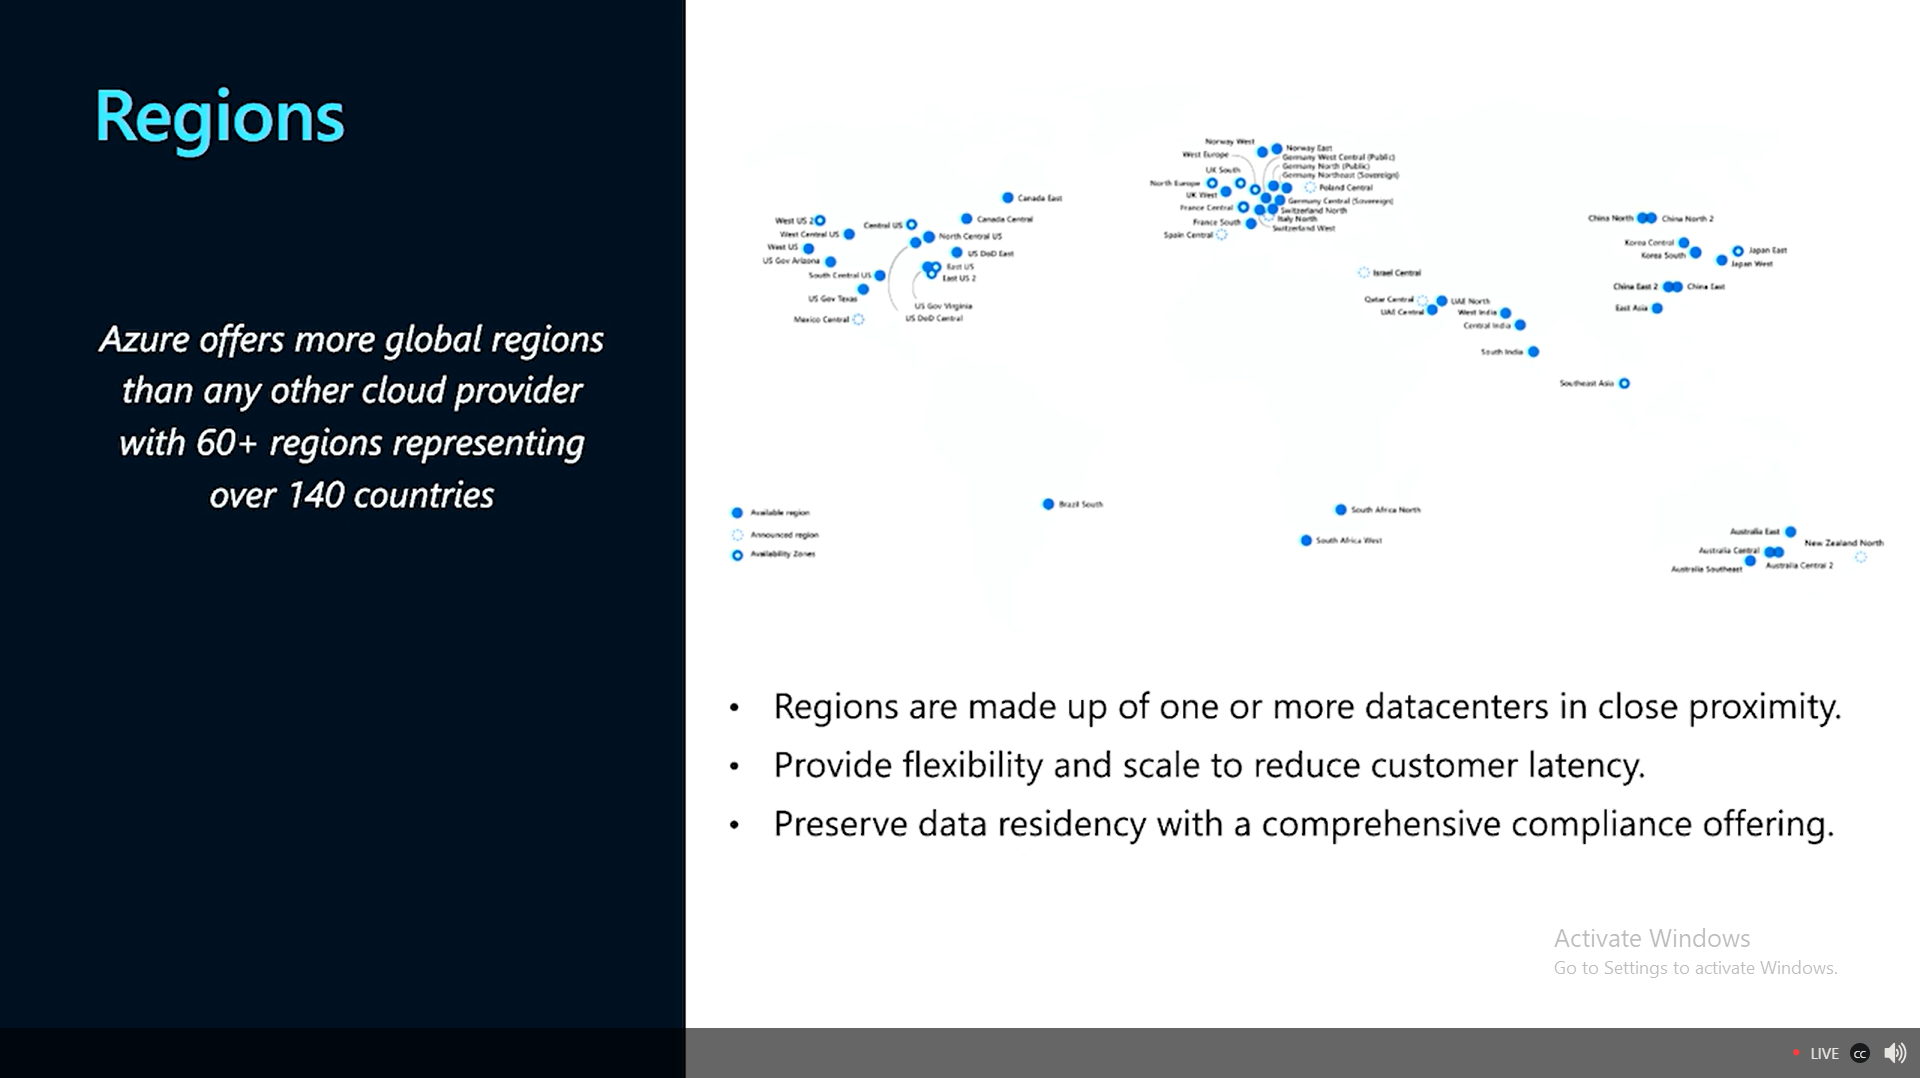 Regions
Azure offers more global regions
than any other cloud provider
with 60+ regions representing
over 140 countries
Norway West
Norway East
West Europe
Germany West Central (Public)
Germany North (Public)
UK South
Germany Northeast (Sovereign)
North Europe
Poland Central
UK West
Germany Central (Sovereign)
France Central
Switzerland North
Italy North
France South
Switzerland West
Spain Central
Canada East
West US 2
Central US
Canada Central
West Central US
North Central US
West US
US DoD East
US Gov Arizona
East US
South Central US
East US 2
US Gov Texas
US Gov Virginia
Mexico Central
US DoD Central
China North
China North 2
Korea Central
Korea South
Japan East
Japan West
Israel Central
China East 2
China East
Qatar Central
UAE North
UAE Central
West India
East Asia
Central India
South India
Southeast Asia
Brazil South
South Africa North
South Africa West
Available region
Announced region
Availability Zones
Australia East
New Zealand North
Australia Central
Australia Central 2
Australia Southeast
• Regions are made up of one or more datacenters in close proximity.
• Provide flexibility and scale to reduce customer latency.
• Preserve data residency with a comprehensive compliance offering.
Activate Windows
Go to Settings to activate Windows.
LIVE
CC